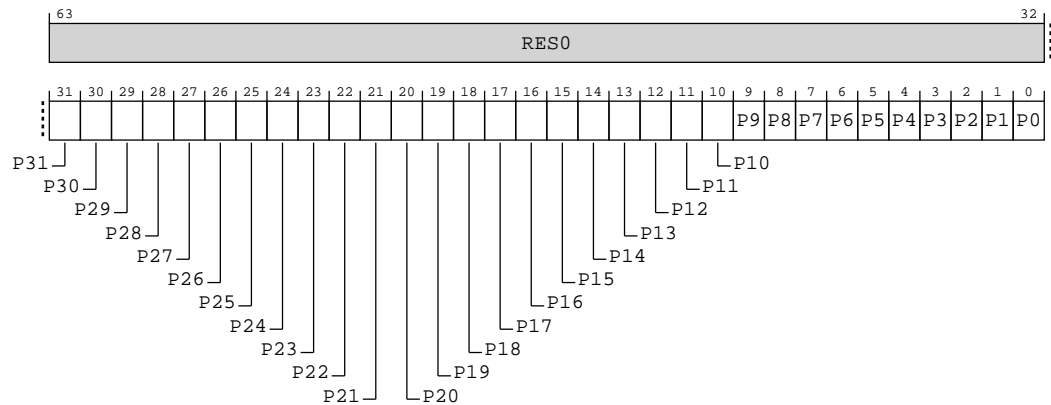 63 32
RES0
31 30 29 28 27 26 25 24 23 22 21 20 19 18 17 16 15 14 13 12 11 10 9 8 7 6 5 4 3 2 1 0
P9 P8 P7 P6 P5 P4 P3 P2 P1 P0
P31 P10
P30 P11
P29 P12
P28 P13
P27 P14
P26 P15
P25 P16
P24 P17
P23 P18
P22 P19
P21 P20